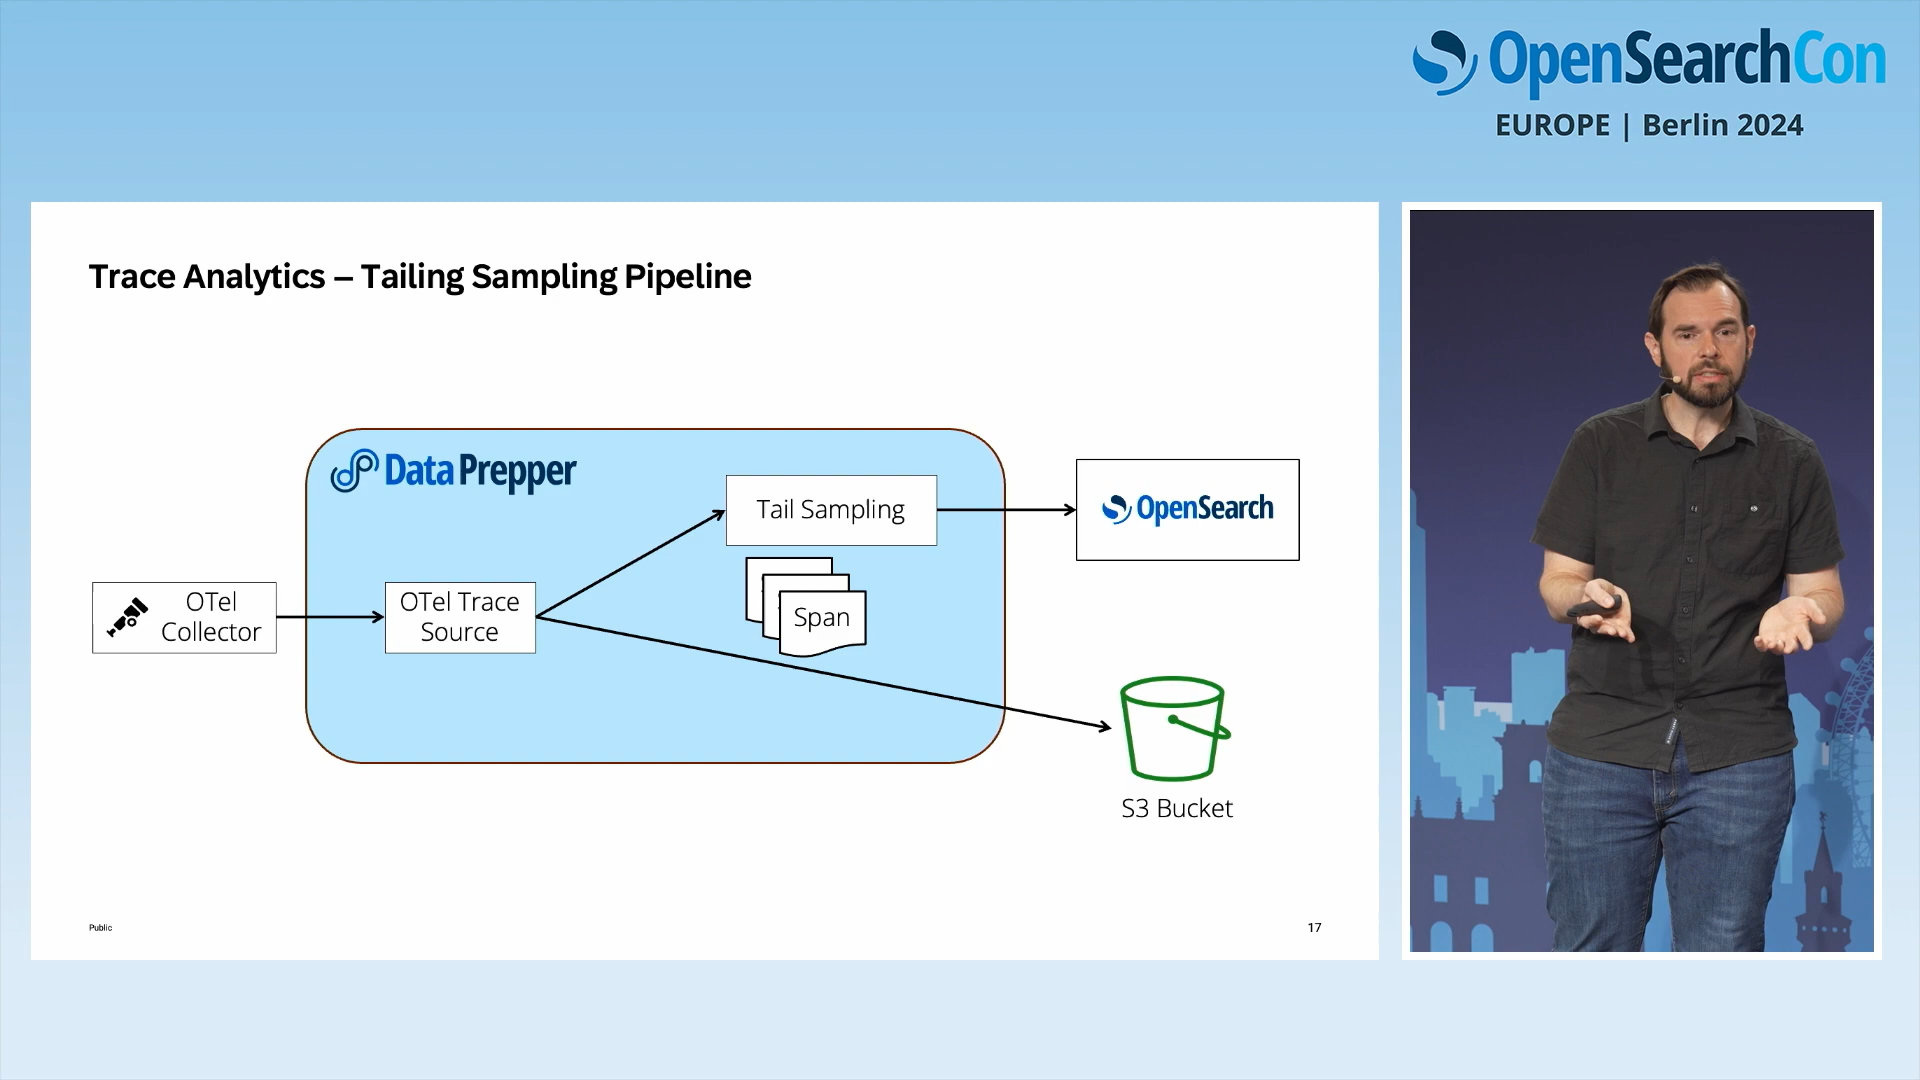 OpenSearchCon
EUROPE | Berlin 2024
Trace Analytics – Tailing Sampling Pipeline
Data Prepper
Tail Sampling
OpenSearch
OTel
Collector
OTel Trace
Source
Span
S3 Bucket
Public
17